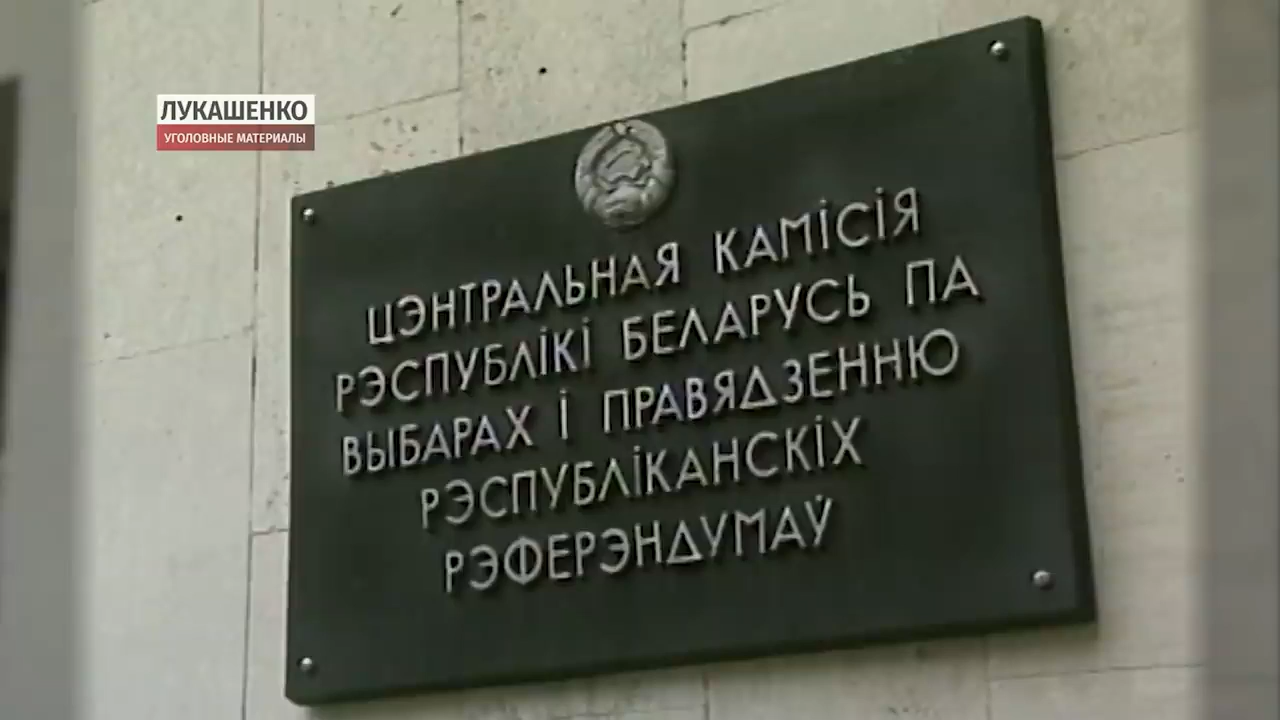 ЛУКАШЕНКО
УГОЛОВНЫЕ МАТЕРИАЛЫ
ЦЭНТРАЛЬНАЯ КАМІСІЯ
РЭСПУБЛІКІ БЕЛАРУСЬ ПА
ВЫБАРАХ І ПРАВЯДЗЕННЮ
РЭСПУБЛІКАНСКІХ
РЭФЕРЭНДУМАЎ